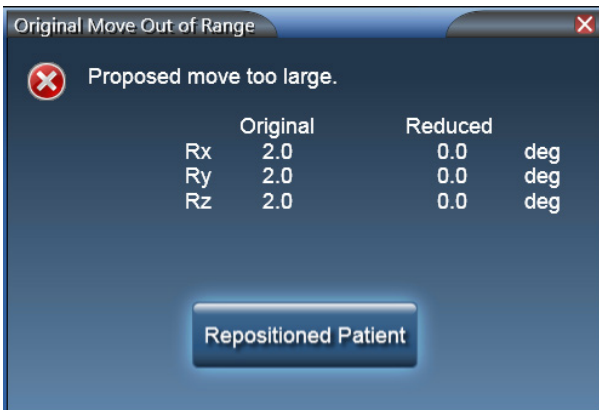 Original Move Out of Range
Proposed move too large.
Original Reduced
Rx 2.0 0.0 deg
Ry 2.0 0.0 deg
Rz 2.0 0.0 deg
Repositioned Patient